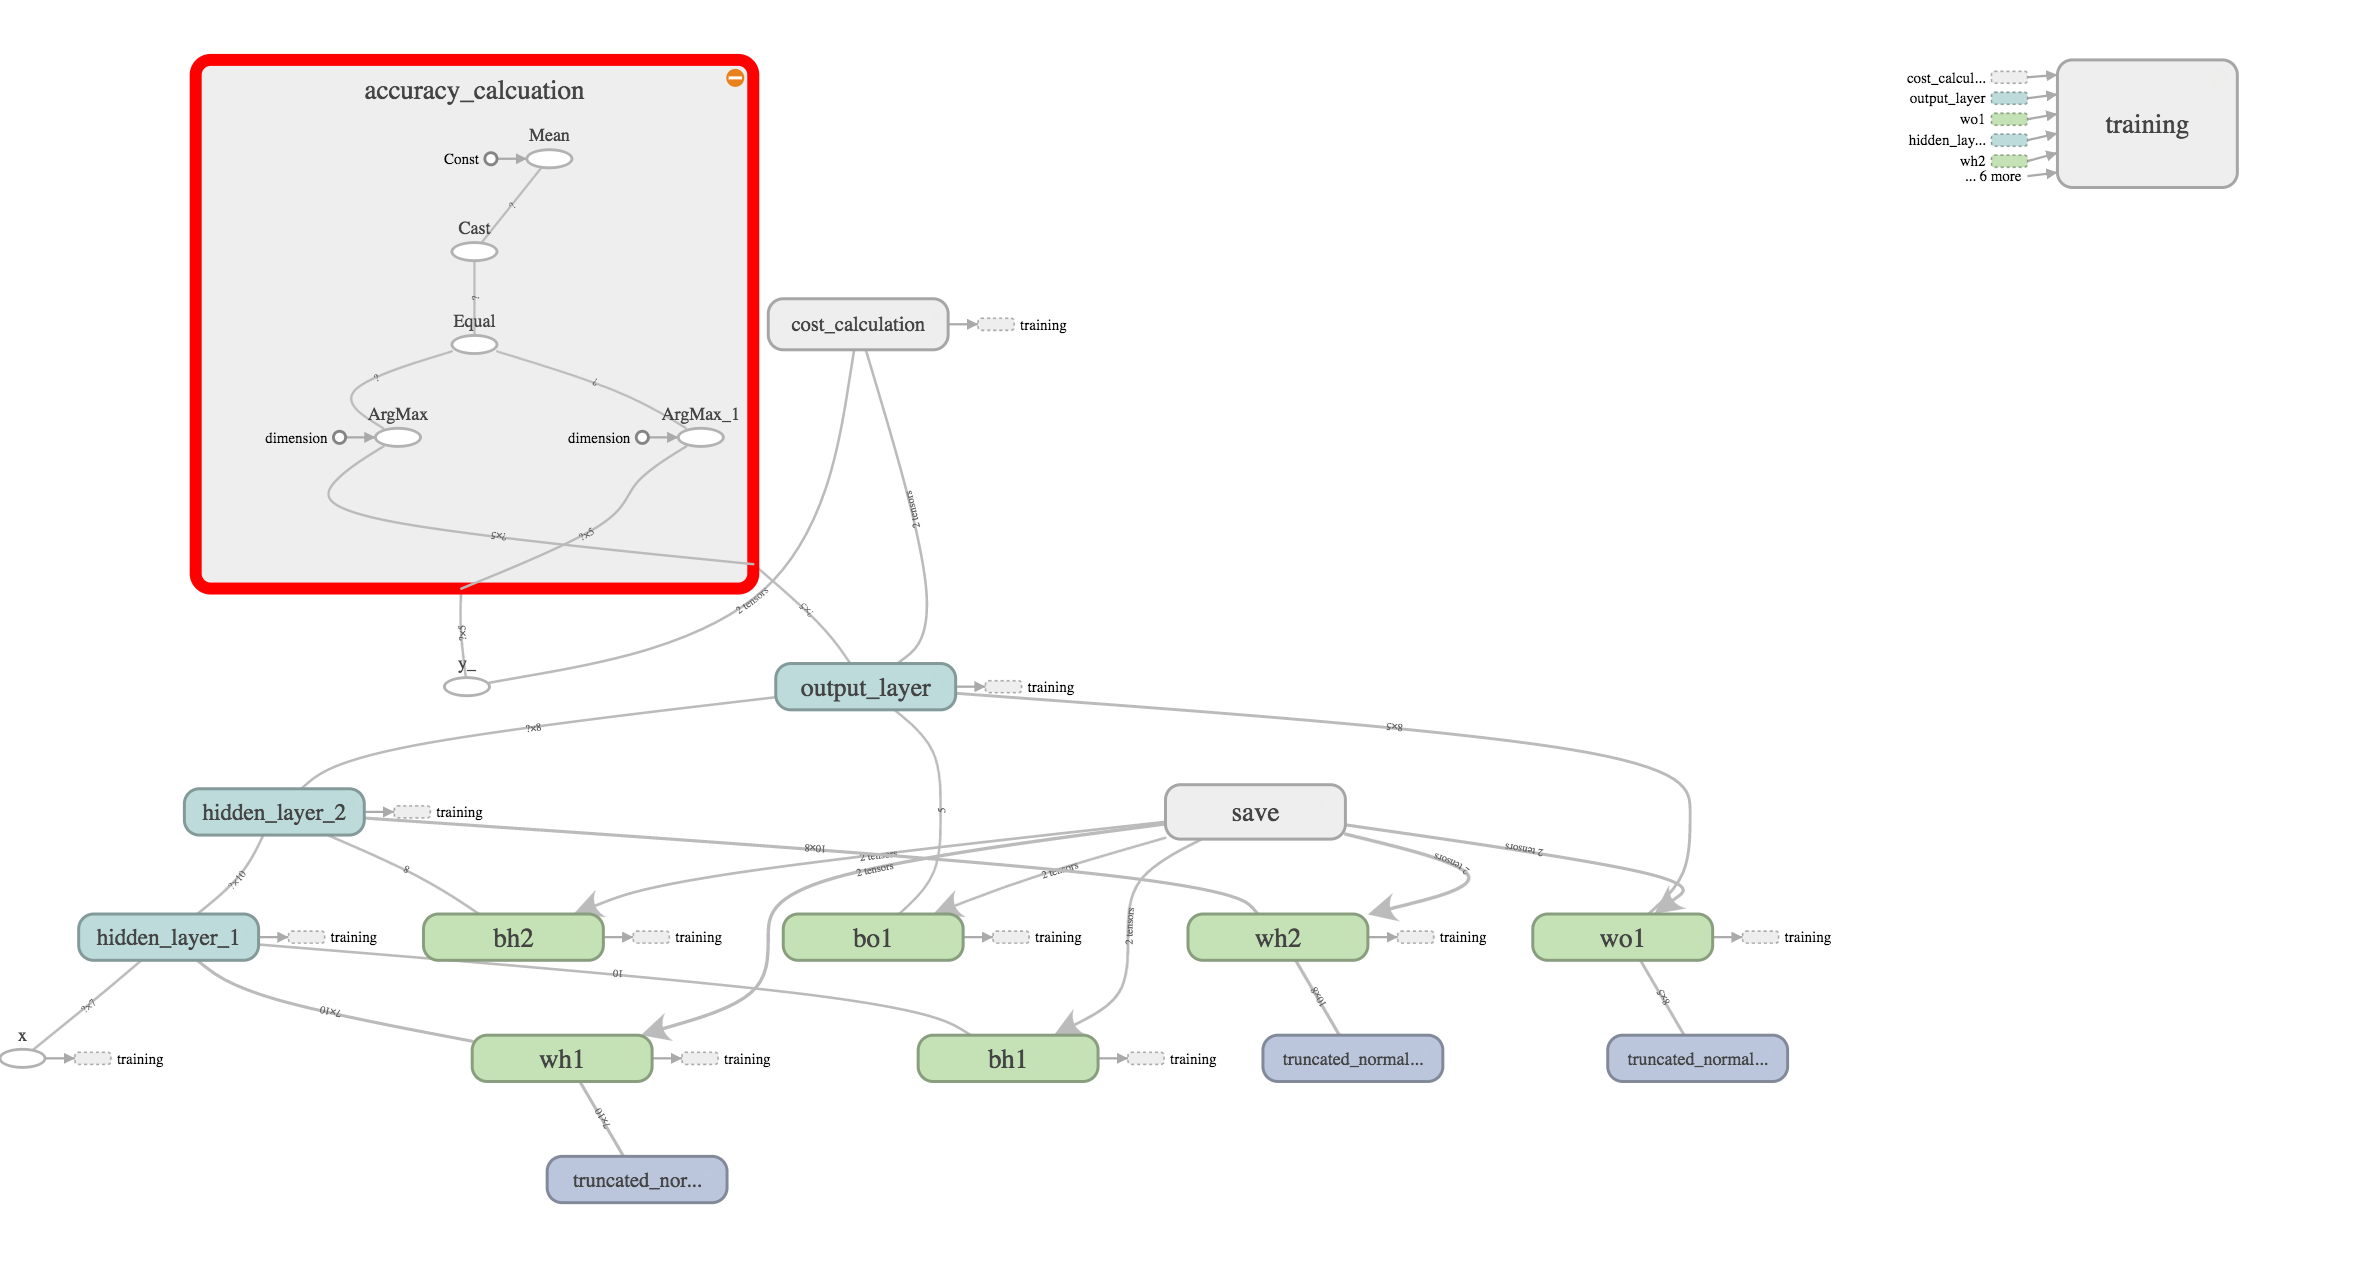 accuracy_calcuation
Mean
Const
?
Cast
?
Equal
?
?
ArgMax
ArgMax_1
dimension
dimension
?×5
?×5
?×5
?×5
y_
cost_calculation
training
2 tensors
2 tensors
cost_calcul...
output_layer
wo1
hidden_lay...
wh2
... 6 more
training
output_layer
training
?×8
8×5
hidden_layer_2
training
10×8
5
save
2 tensors
2 tensors
2 tensors
2 tensors
2 tensors
2 tensors
?×10
8
hidden_layer_1
training
bh2
training
bo1
training
wh2
training
wo1
training
10
?×7
7×10
10×8
8×5
x
training
wh1
training
bh1
training
truncated_normal...
truncated_normal...
7×10
truncated_nor...